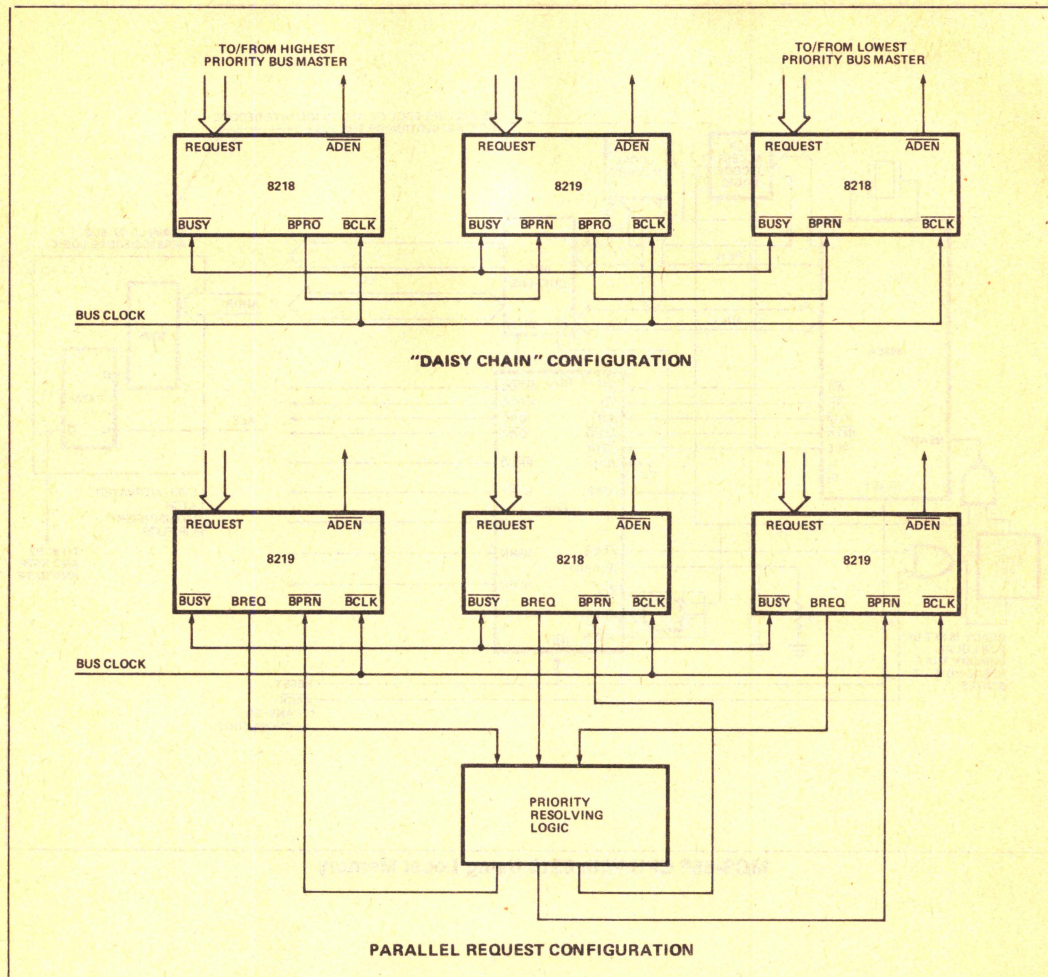 TO/FROM HIGHEST
PRIORITY BUS MASTER
TO/FROM LOWEST
PRIORITY BUS MASTER
REQUEST ADEN
8218
BUSY BPRO BCLK
REQUEST ADEN
8219
BUSY BPRN BPRO BCLK
REQUEST ADEN
8218
BUSY BPRN BCLK
BUS CLOCK
"DAISY CHAIN" CONFIGURATION
REQUEST ADEN
8219
BUSY BREQ BPRN BCLK
REQUEST ADEN
8218
BUSY BREQ BPRN BCLK
REQUEST ADEN
8219
BUSY BREQ BPRN BCLK
BUS CLOCK
PRIORITY
RESOLVING
LOGIC
PARALLEL REQUEST CONFIGURATION